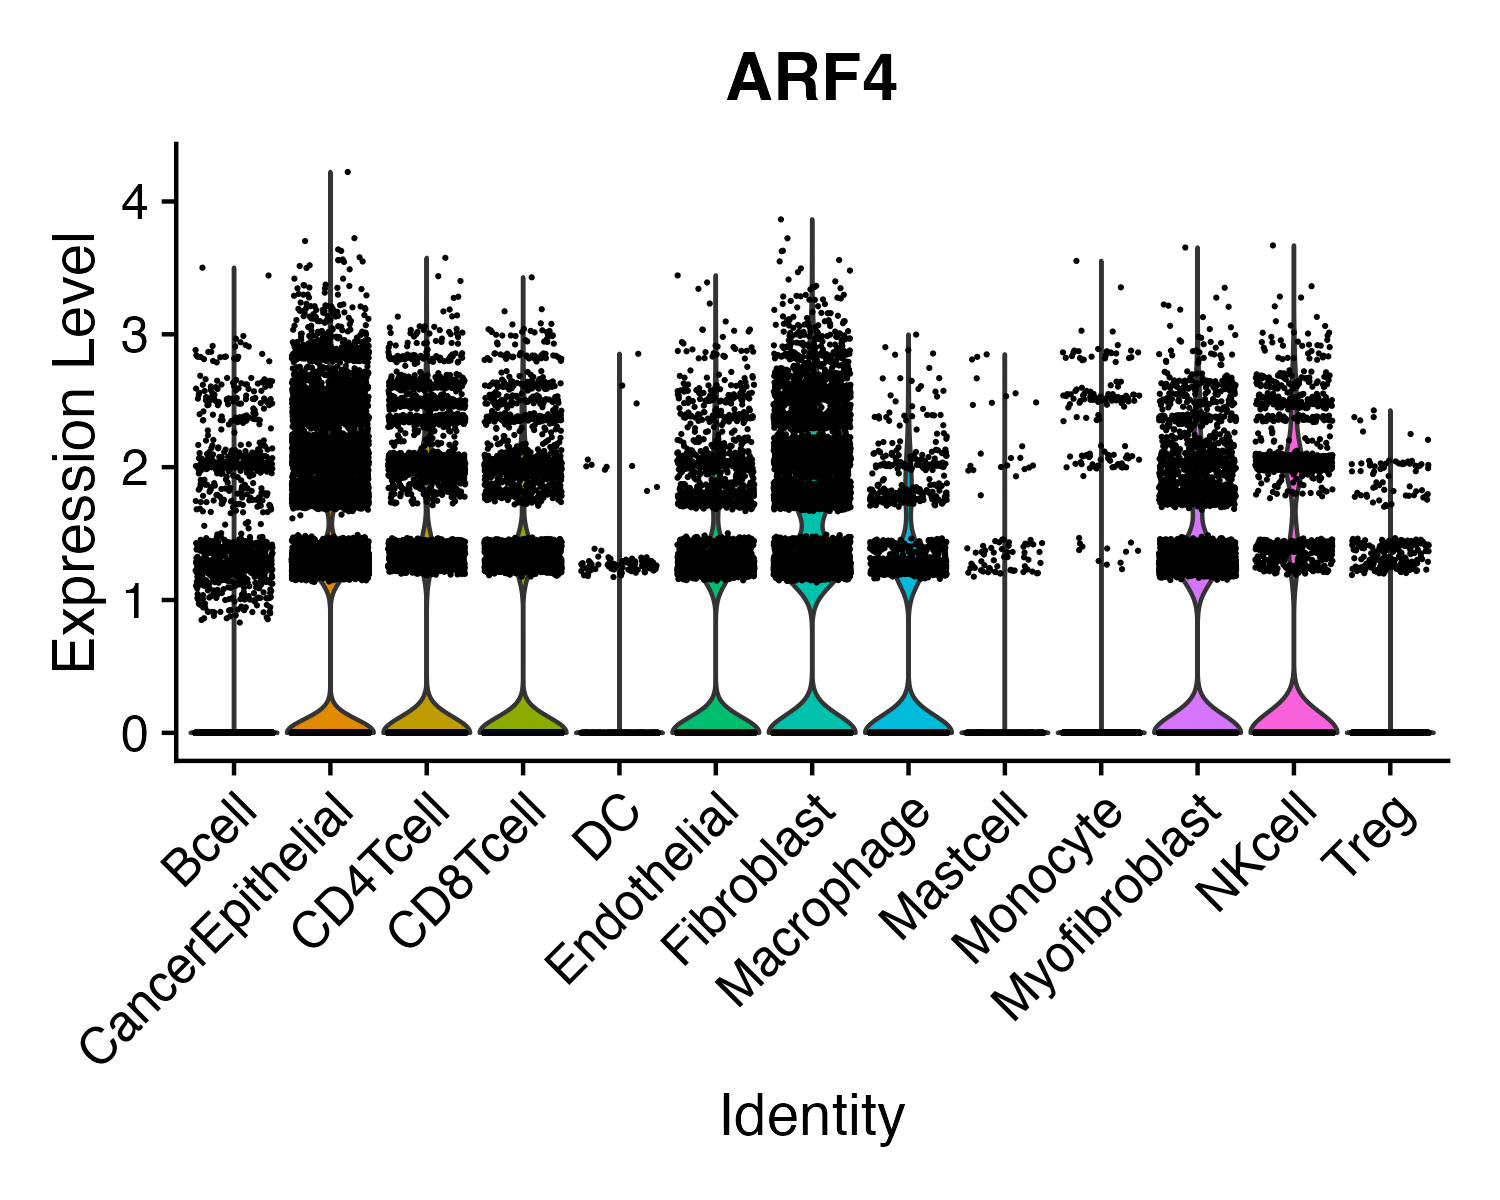 ARF4
Expression Level
4
3
2
1
0
Bcell
CancerEpithelial
CD4Tcell
CD8Tcell
DC
Endothelial
Fibroblast
Macrophage
Mastcell
Monocyte
Myofibroblast
NKcell
Treg
Identity